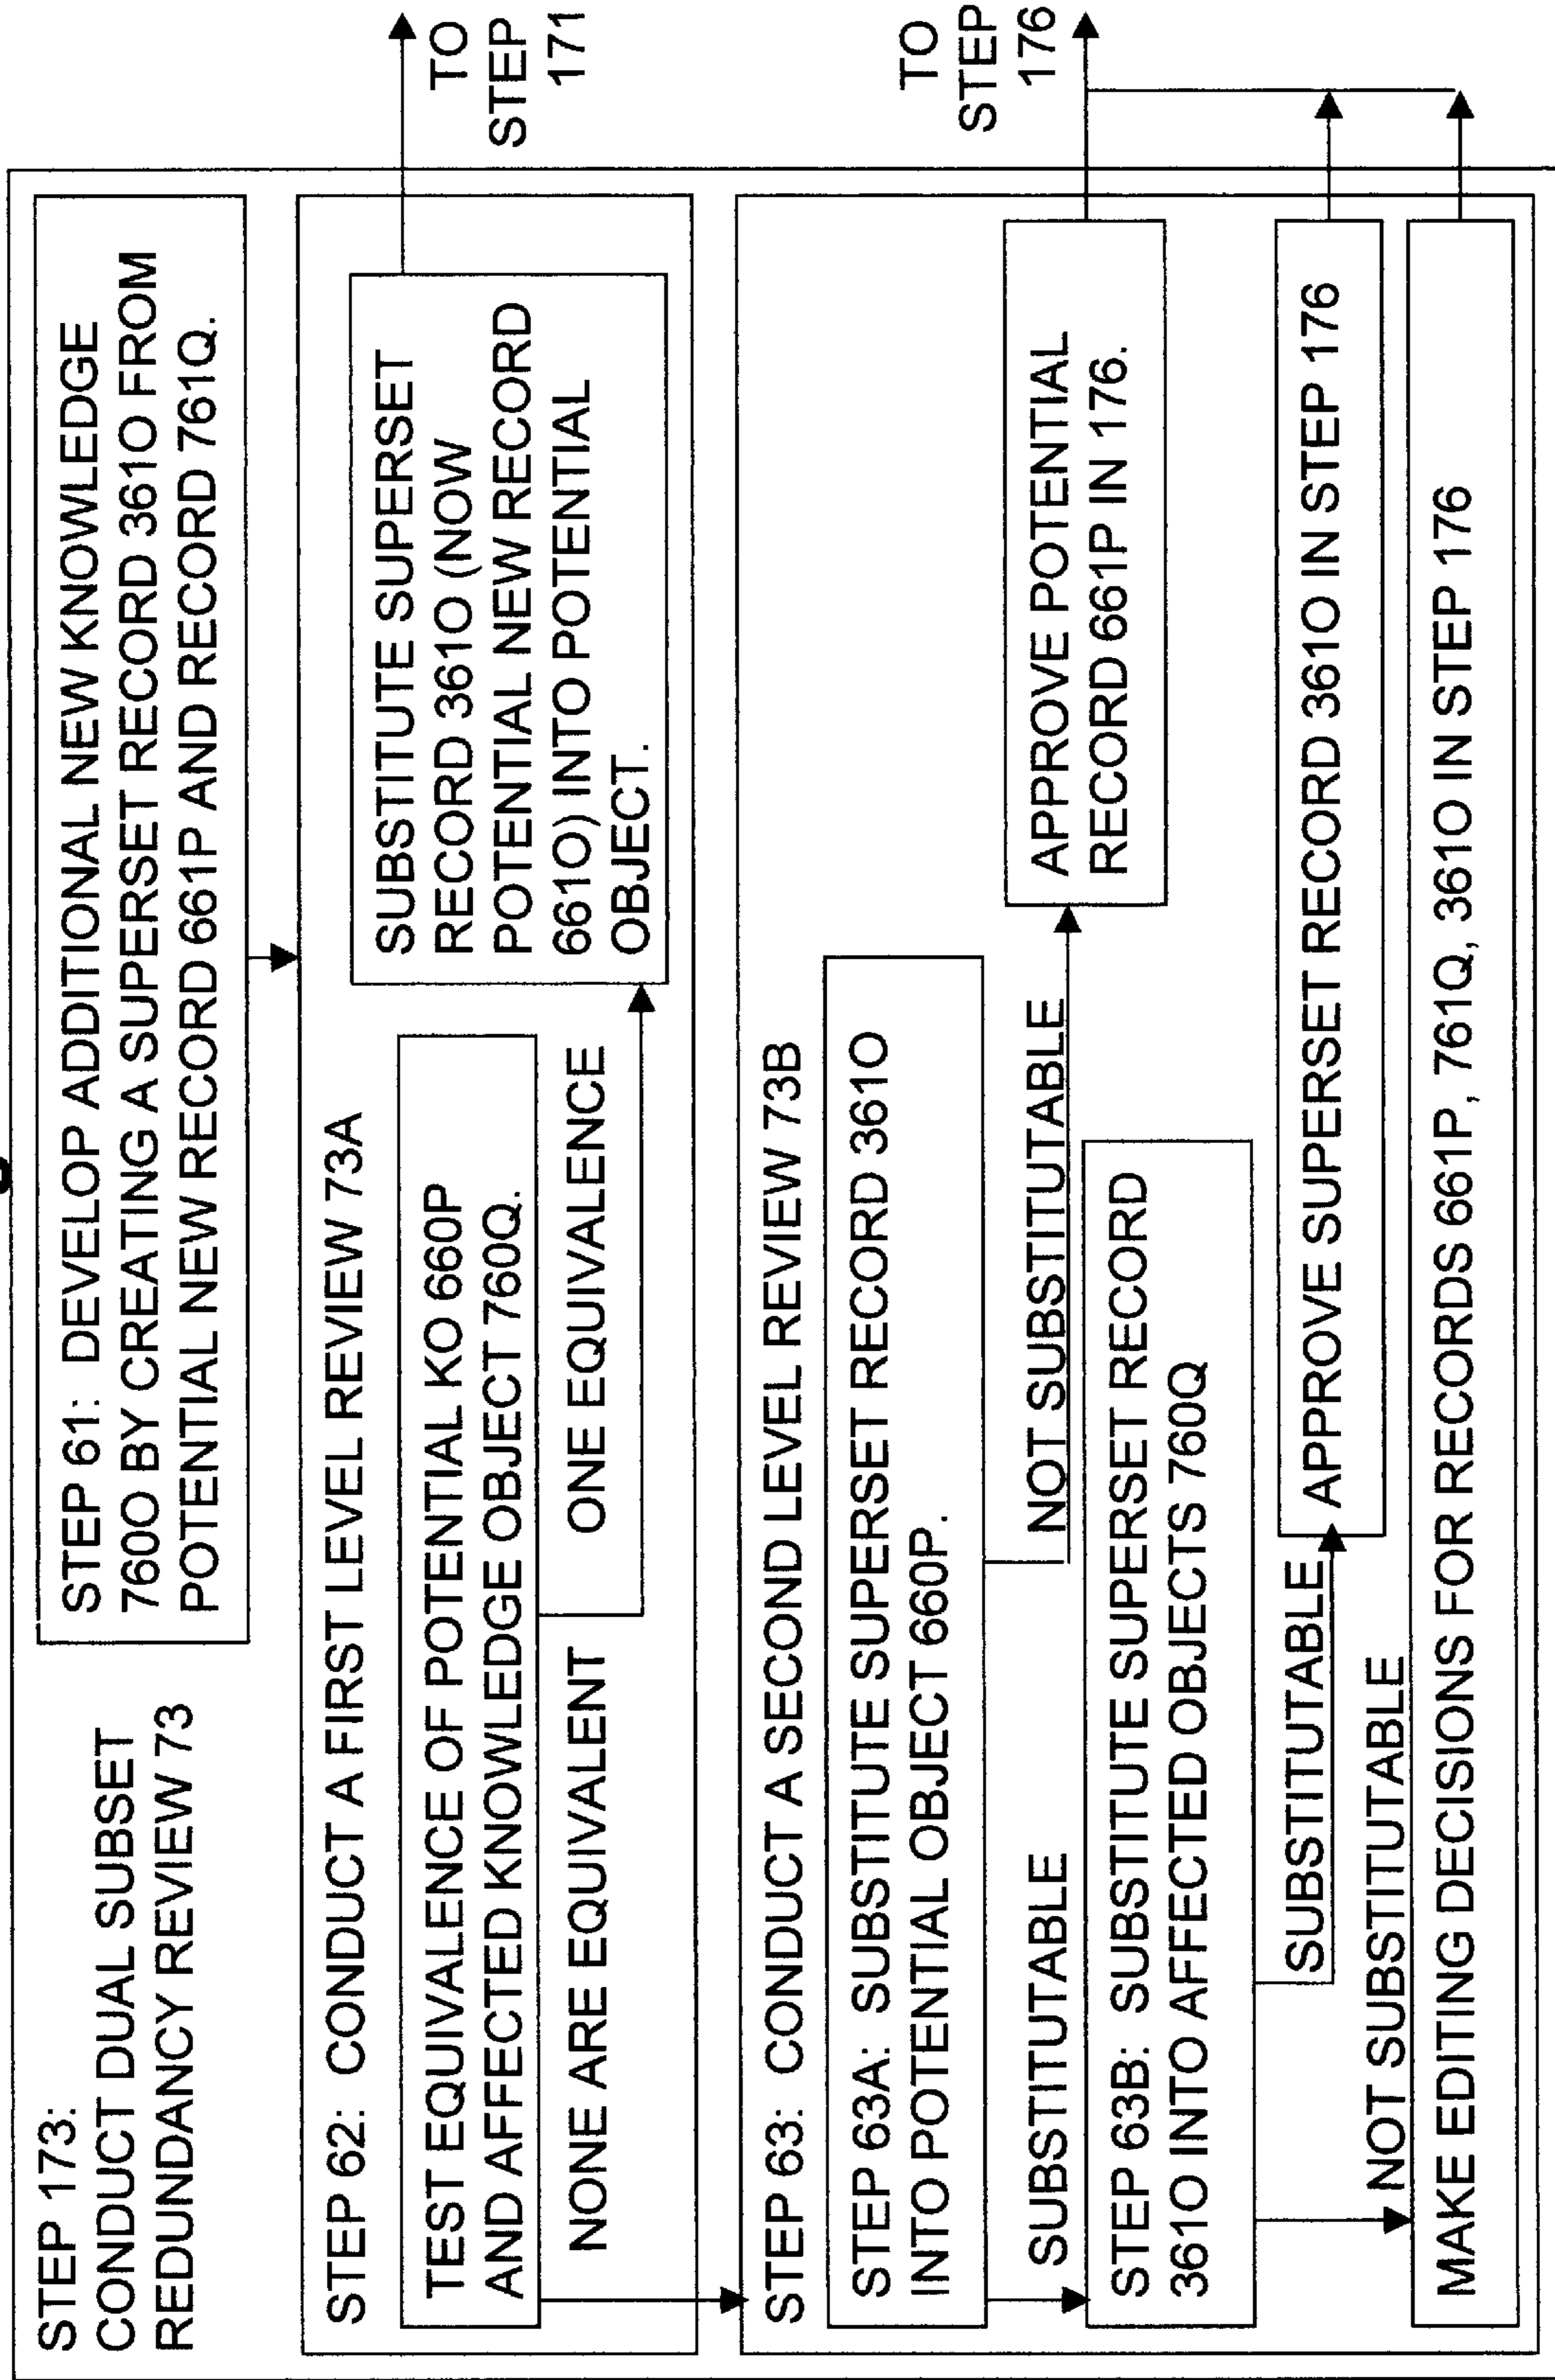 STEP 173:
CONDUCT DUAL SUBSET
REDUNDANCY REVIEW 73
STEP 61: DEVELOP ADDITIONAL NEW KNOWLEDGE
760O BY CREATING A SUPERSET RECORD 361O FROM
POTENTIAL NEW RECORD 661P AND RECORD 761Q.
STEP 62: CONDUCT A FIRST LEVEL REVIEW 73A
TEST EQUIVALENCE OF POTENTIAL KO 660P
AND AFFECTED KNOWLEDGE OBJECT 760Q.
NONE ARE EQUIVALENT
ONE EQUIVALENCE
SUBSTITUTE SUPERSET
RECORD 361O (NOW
POTENTIAL NEW RECORD
661O) INTO POTENTIAL
OBJECT.
TO
STEP
171
STEP 63: CONDUCT A SECOND LEVEL REVIEW 73B
STEP 63A: SUBSTITUTE SUPERSET RECORD 361O
INTO POTENTIAL OBJECT 660P.
SUBSTITUTABLE
NOT SUBSTITUTABLE
APPROVE POTENTIAL
RECORD 661P IN 176.
TO
STEP
176
STEP 63B: SUBSTITUTE SUPERSET RECORD
361O INTO AFFECTED OBJECTS 760Q
SUBSTITUTABLE
APPROVE SUPERSET RECORD 361O IN STEP 176
NOT SUBSTITUTABLE
MAKE EDITING DECISIONS FOR RECORDS 661P, 761Q, 361O IN STEP 176